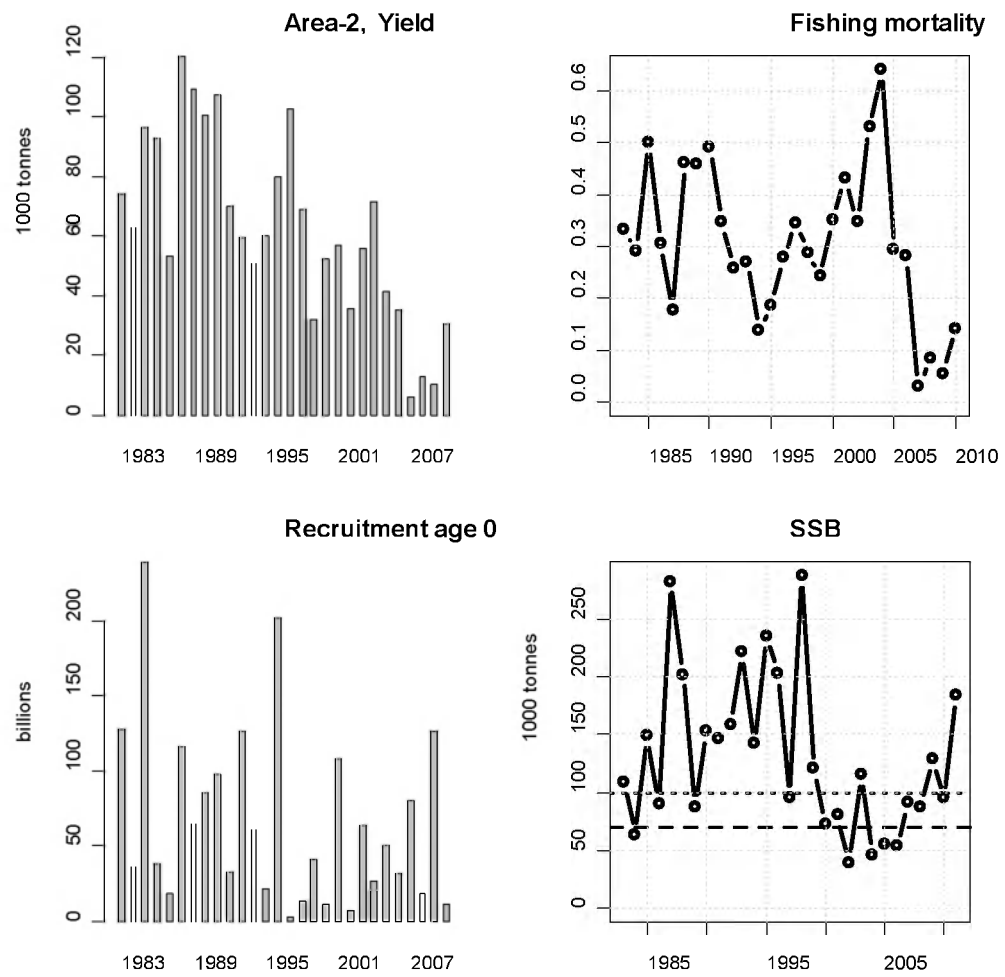 Area-2, Yield
1000 tonnes
0 20 40 60 80 100 120
1983 1989 1995 2001 2007
Fishing mortality
0.0 0.1 0.2 0.3 0.4 0.5 0.6
1985 1990 1995 2000 2005 2010
Recruitment age 0
billions
0 50 100 150 200
1983 1989 1995 2001 2007
SSB
1000 tonnes
0 50 100 150 200 250
1985 1995 2005